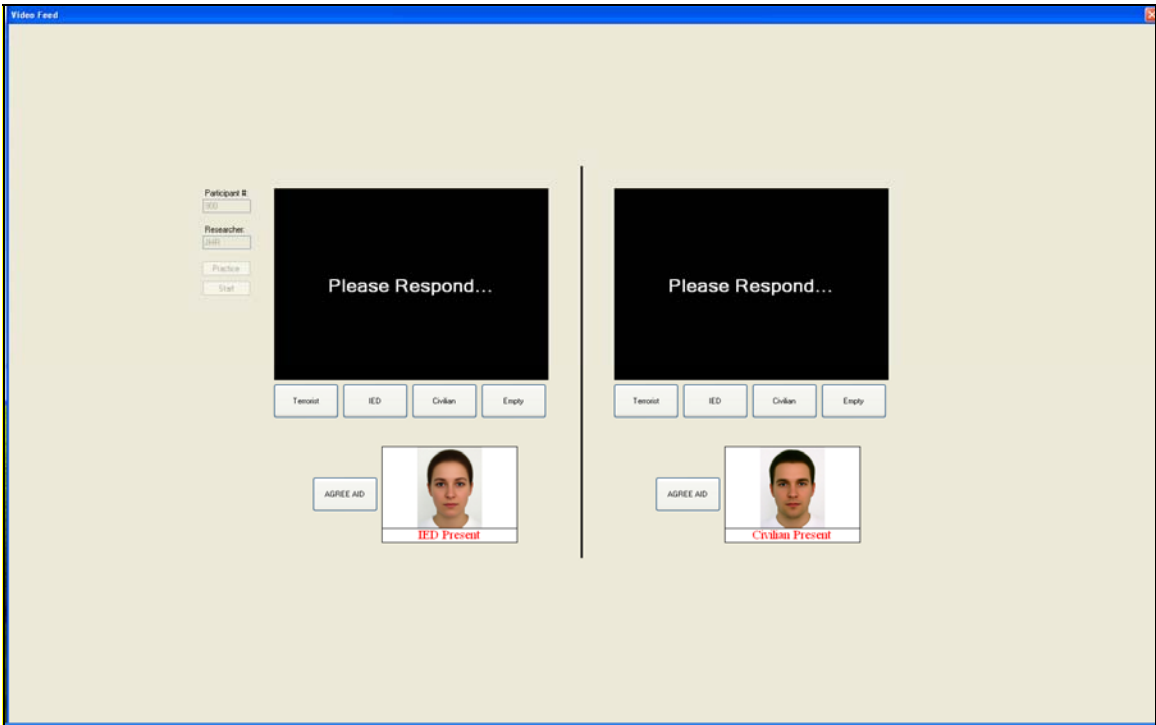 Video Feed
Participant #:
Researcher:
Practice
Start
Please Respond...
Terrorist IED Civilian Empty
AGREE AID
IED Present
Please Respond...
Terrorist IED Civilian Empty
AGREE AID
Civilian Present